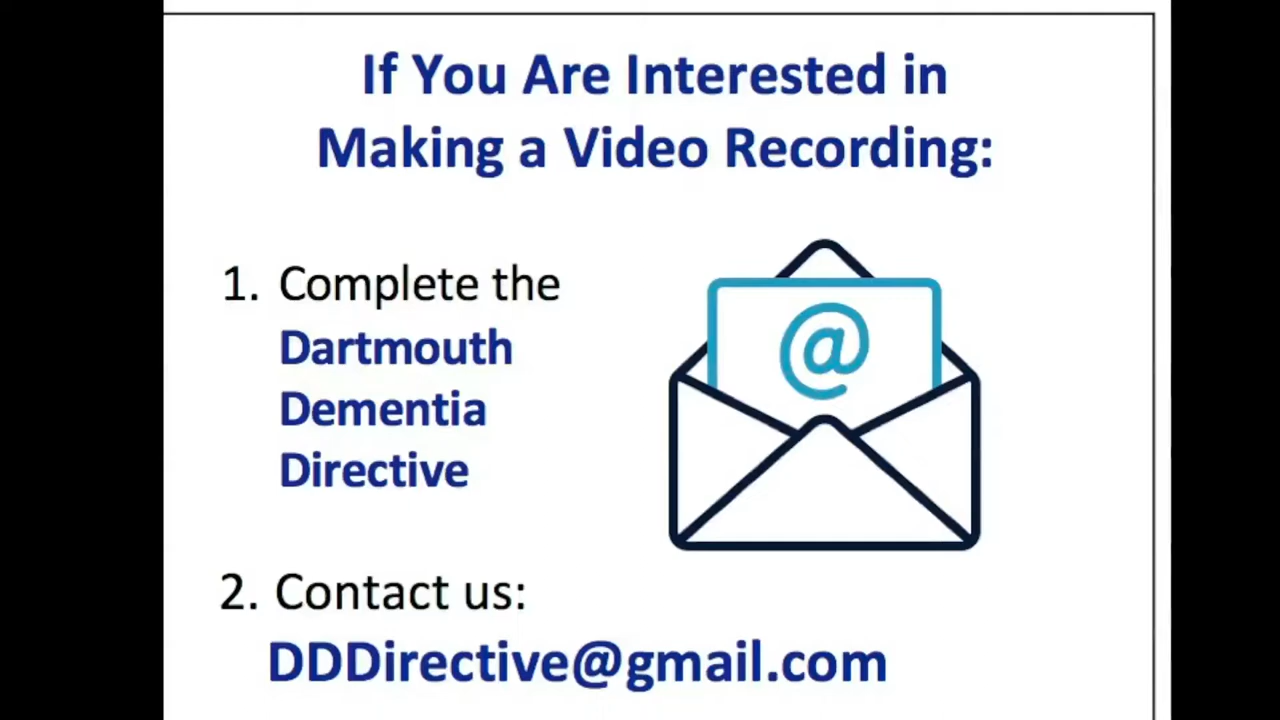 If You Are Interested in
Making a Video Recording:
1. Complete the
Dartmouth
Dementia
Directive
@
2. Contact us:
DDDirective@gmail.com